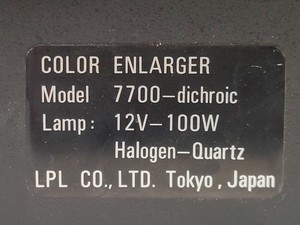 COLOR ENLARGER
Model 7700-dichroic
Lamp: 12V-100W
Halogen-Quartz
LPL CO., LTD. Tokyo, Japan